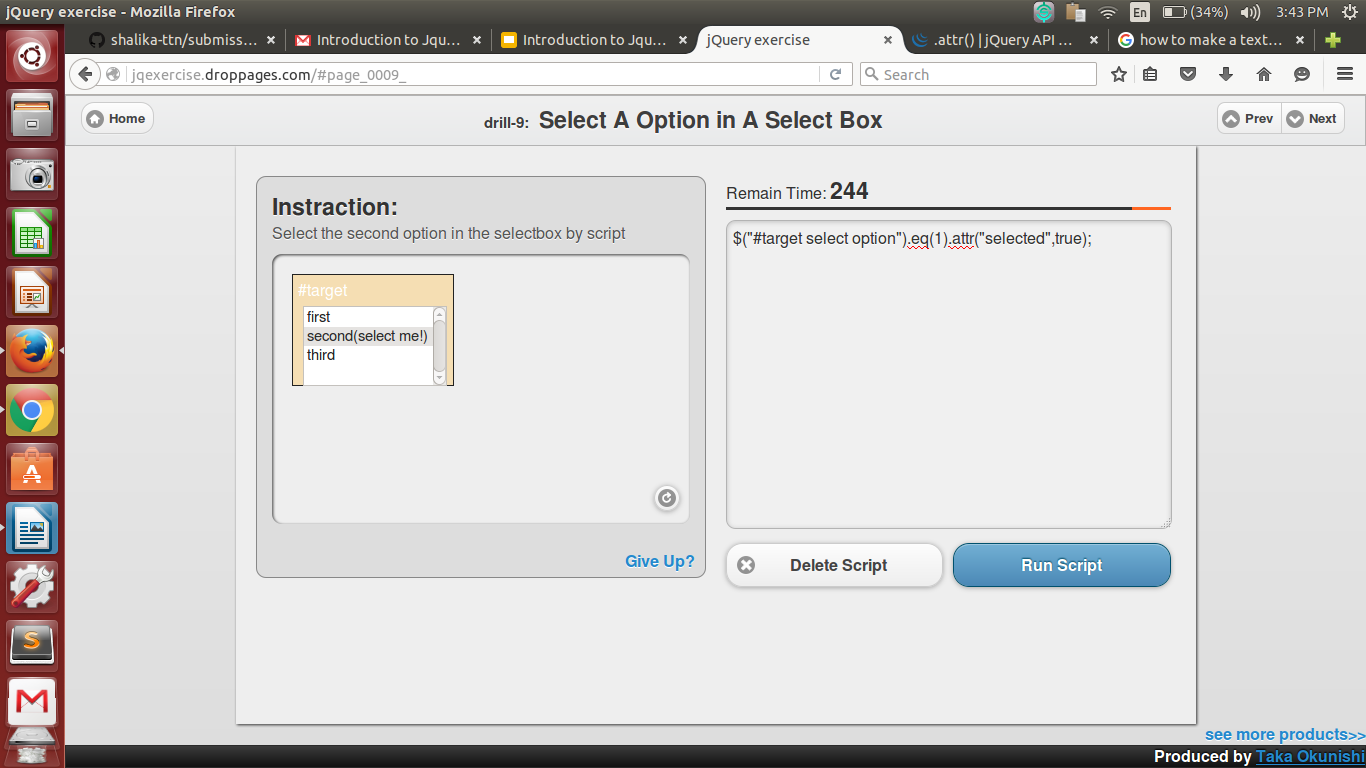 jQuery exercise - Mozilla Firefox
En
(34%)
3:43 PM
shalika-ttn/submiss...
Introduction to Jqu...
Introduction to Jqu...
jQuery exercise
.attr() | jQuery API ...
how to make a text...
jqexercise.droppages.com/#page_0009_
Search
Home
drill-9: Select A Option in A Select Box
Prev
Next
Instraction:
Select the second option in the selectbox by script
#target
first
second(select me!)
third
Give Up?
Remain Time: 244
$("#target select option").eq(1).attr("selected",true);
Delete Script
Run Script
see more products>>
Produced by Taka Okunishi